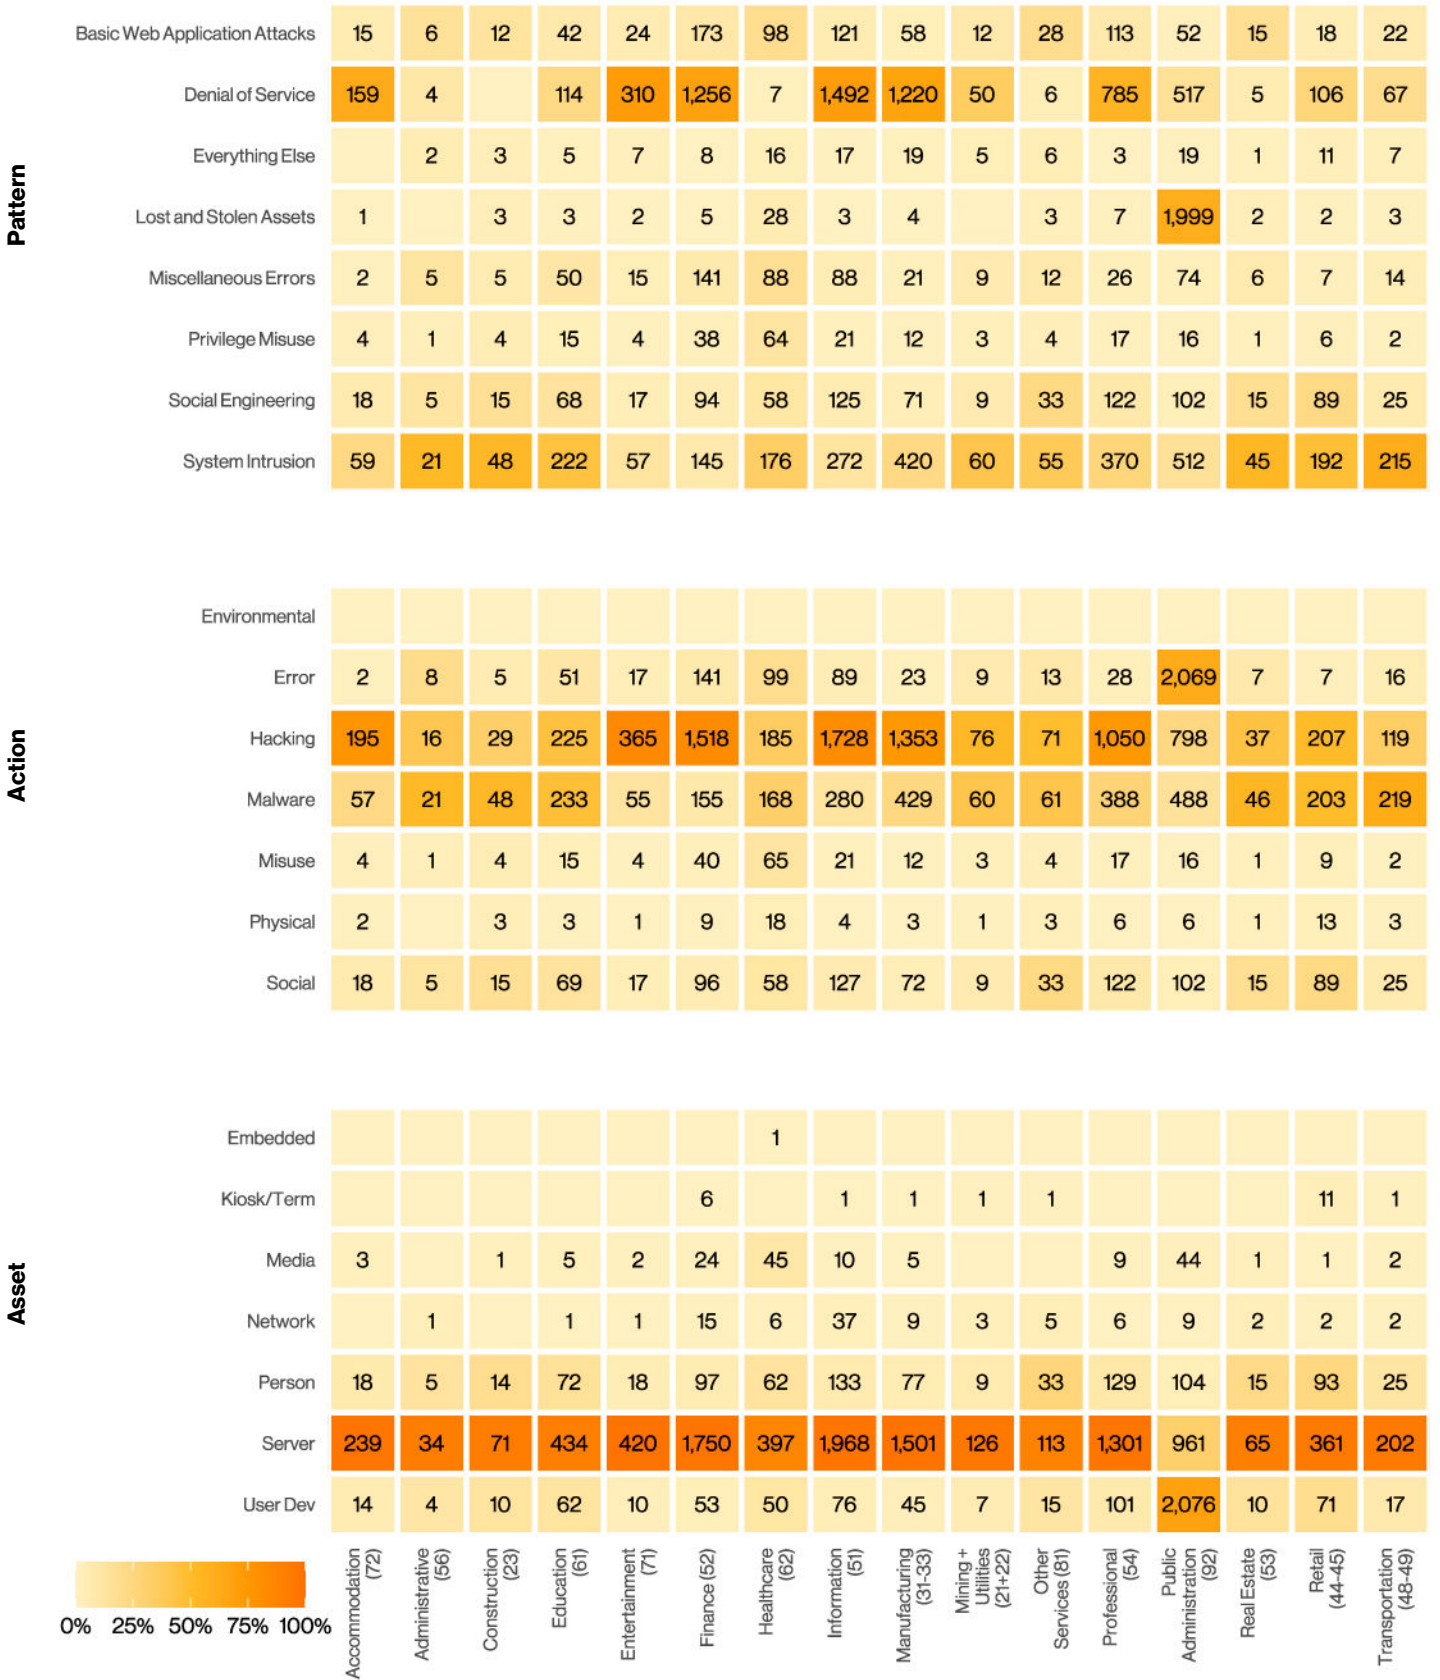 Pattern
Basic Web Application Attacks 15 6 12 42 24 173 98 121 58 12 28 113 52 15 18 22
Denial of Service 159 4 114 310 1,256 7 1,492 1,220 50 6 785 517 5 106 67
Everything Else 2 3 5 7 8 16 17 19 5 6 3 19 1 11 7
Lost and Stolen Assets 1 3 3 2 5 28 3 4 3 7 1,999 2 2 3
Miscellaneous Errors 2 5 5 50 15 141 88 88 21 9 12 26 74 6 7 14
Privilege Misuse 4 1 4 15 4 38 64 21 12 3 4 17 16 1 6 2
Social Engineering 18 5 15 68 17 94 58 125 71 9 33 122 102 15 89 25
System Intrusion 59 21 48 222 57 145 176 272 420 60 55 370 512 45 192 215
Action
Environmental
Error 2 8 5 51 17 141 99 89 23 9 13 28 2,069 7 7 16
Hacking 195 16 29 225 365 1,518 185 1,728 1,353 76 71 1,050 798 37 207 119
Malware 57 21 48 233 55 155 168 280 429 60 61 388 488 46 203 219
Misuse 4 1 4 15 4 40 65 21 12 3 4 17 16 1 9 2
Physical 2 3 3 1 9 18 4 3 1 3 6 6 1 13 3
Social 18 5 15 69 17 96 58 127 72 9 33 122 102 15 89 25
Asset
Embedded 1
Kiosk/Term 6 1 1 1 1 11 1
Media 3 1 5 2 24 45 10 5 9 44 1 1 2
Network 1 1 1 15 6 37 9 3 5 6 9 2 2 2
Person 18 5 14 72 18 97 62 133 77 9 33 129 104 15 93 25
Server 239 34 71 434 420 1,750 397 1,968 1,501 126 113 1,301 961 65 361 202
User Dev 14 4 10 62 10 53 50 76 45 7 15 101 2,076 10 71 17
0% 25% 50% 75% 100%
Accommodation
(72)
Administrative
(56)
Construction
(23)
Education
(61)
Entertainment
(71)
Finance (52)
Healthcare
(62)
Information
(51)
Manufacturing
(31-33)
Mining +
Utilities
(21+22)
Other
Services (81)
Professional
(54)
Public
Administration
(92)
Real Estate
(53)
Retail
(44-45)
Transportation
(48-49)